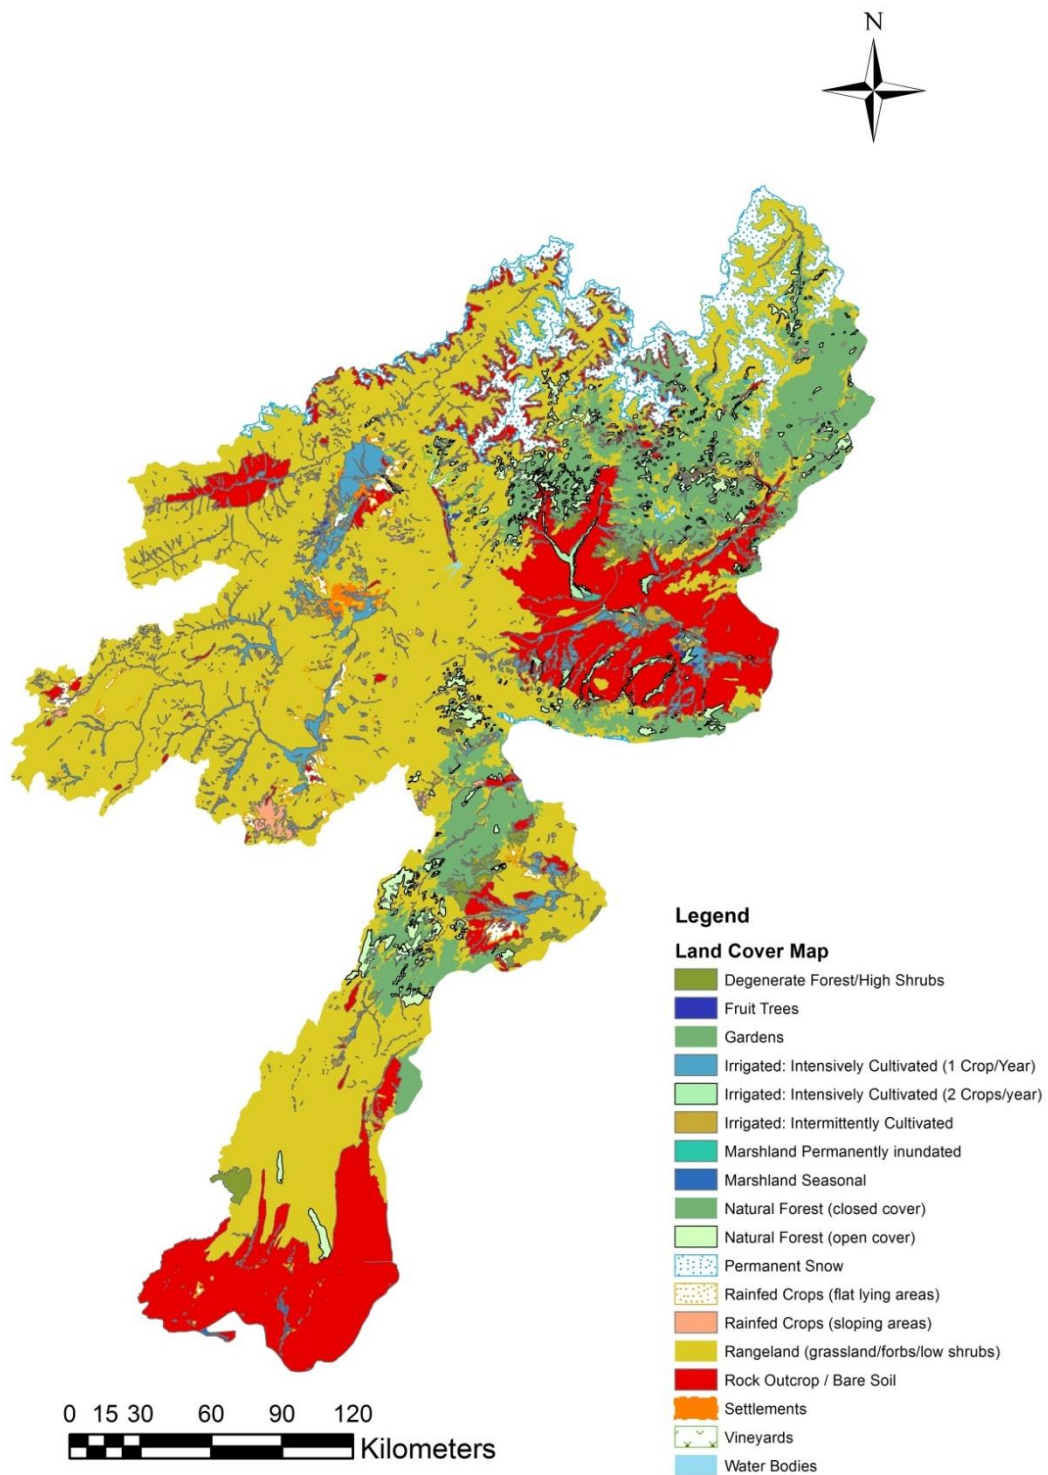 N
Legend
Land Cover Map
Degenerate Forest/High Shrubs
Fruit Trees
Gardens
Irrigated: Intensively Cultivated (1 Crop/Year)
Irrigated: Intensively Cultivated (2 Crops/year)
Irrigated: Intermittently Cultivated
Marshland Permanently inundated
Marshland Seasonal
Natural Forest (closed cover)
Natural Forest (open cover)
Permanent Snow
Rainfed Crops (flat lying areas)
Rainfed Crops (sloping areas)
Rangeland (grassland/forbs/low shrubs)
Rock Outcrop / Bare Soil
Settlements
Vineyards
Water Bodies
0 15 30 60 90 120
Kilometers